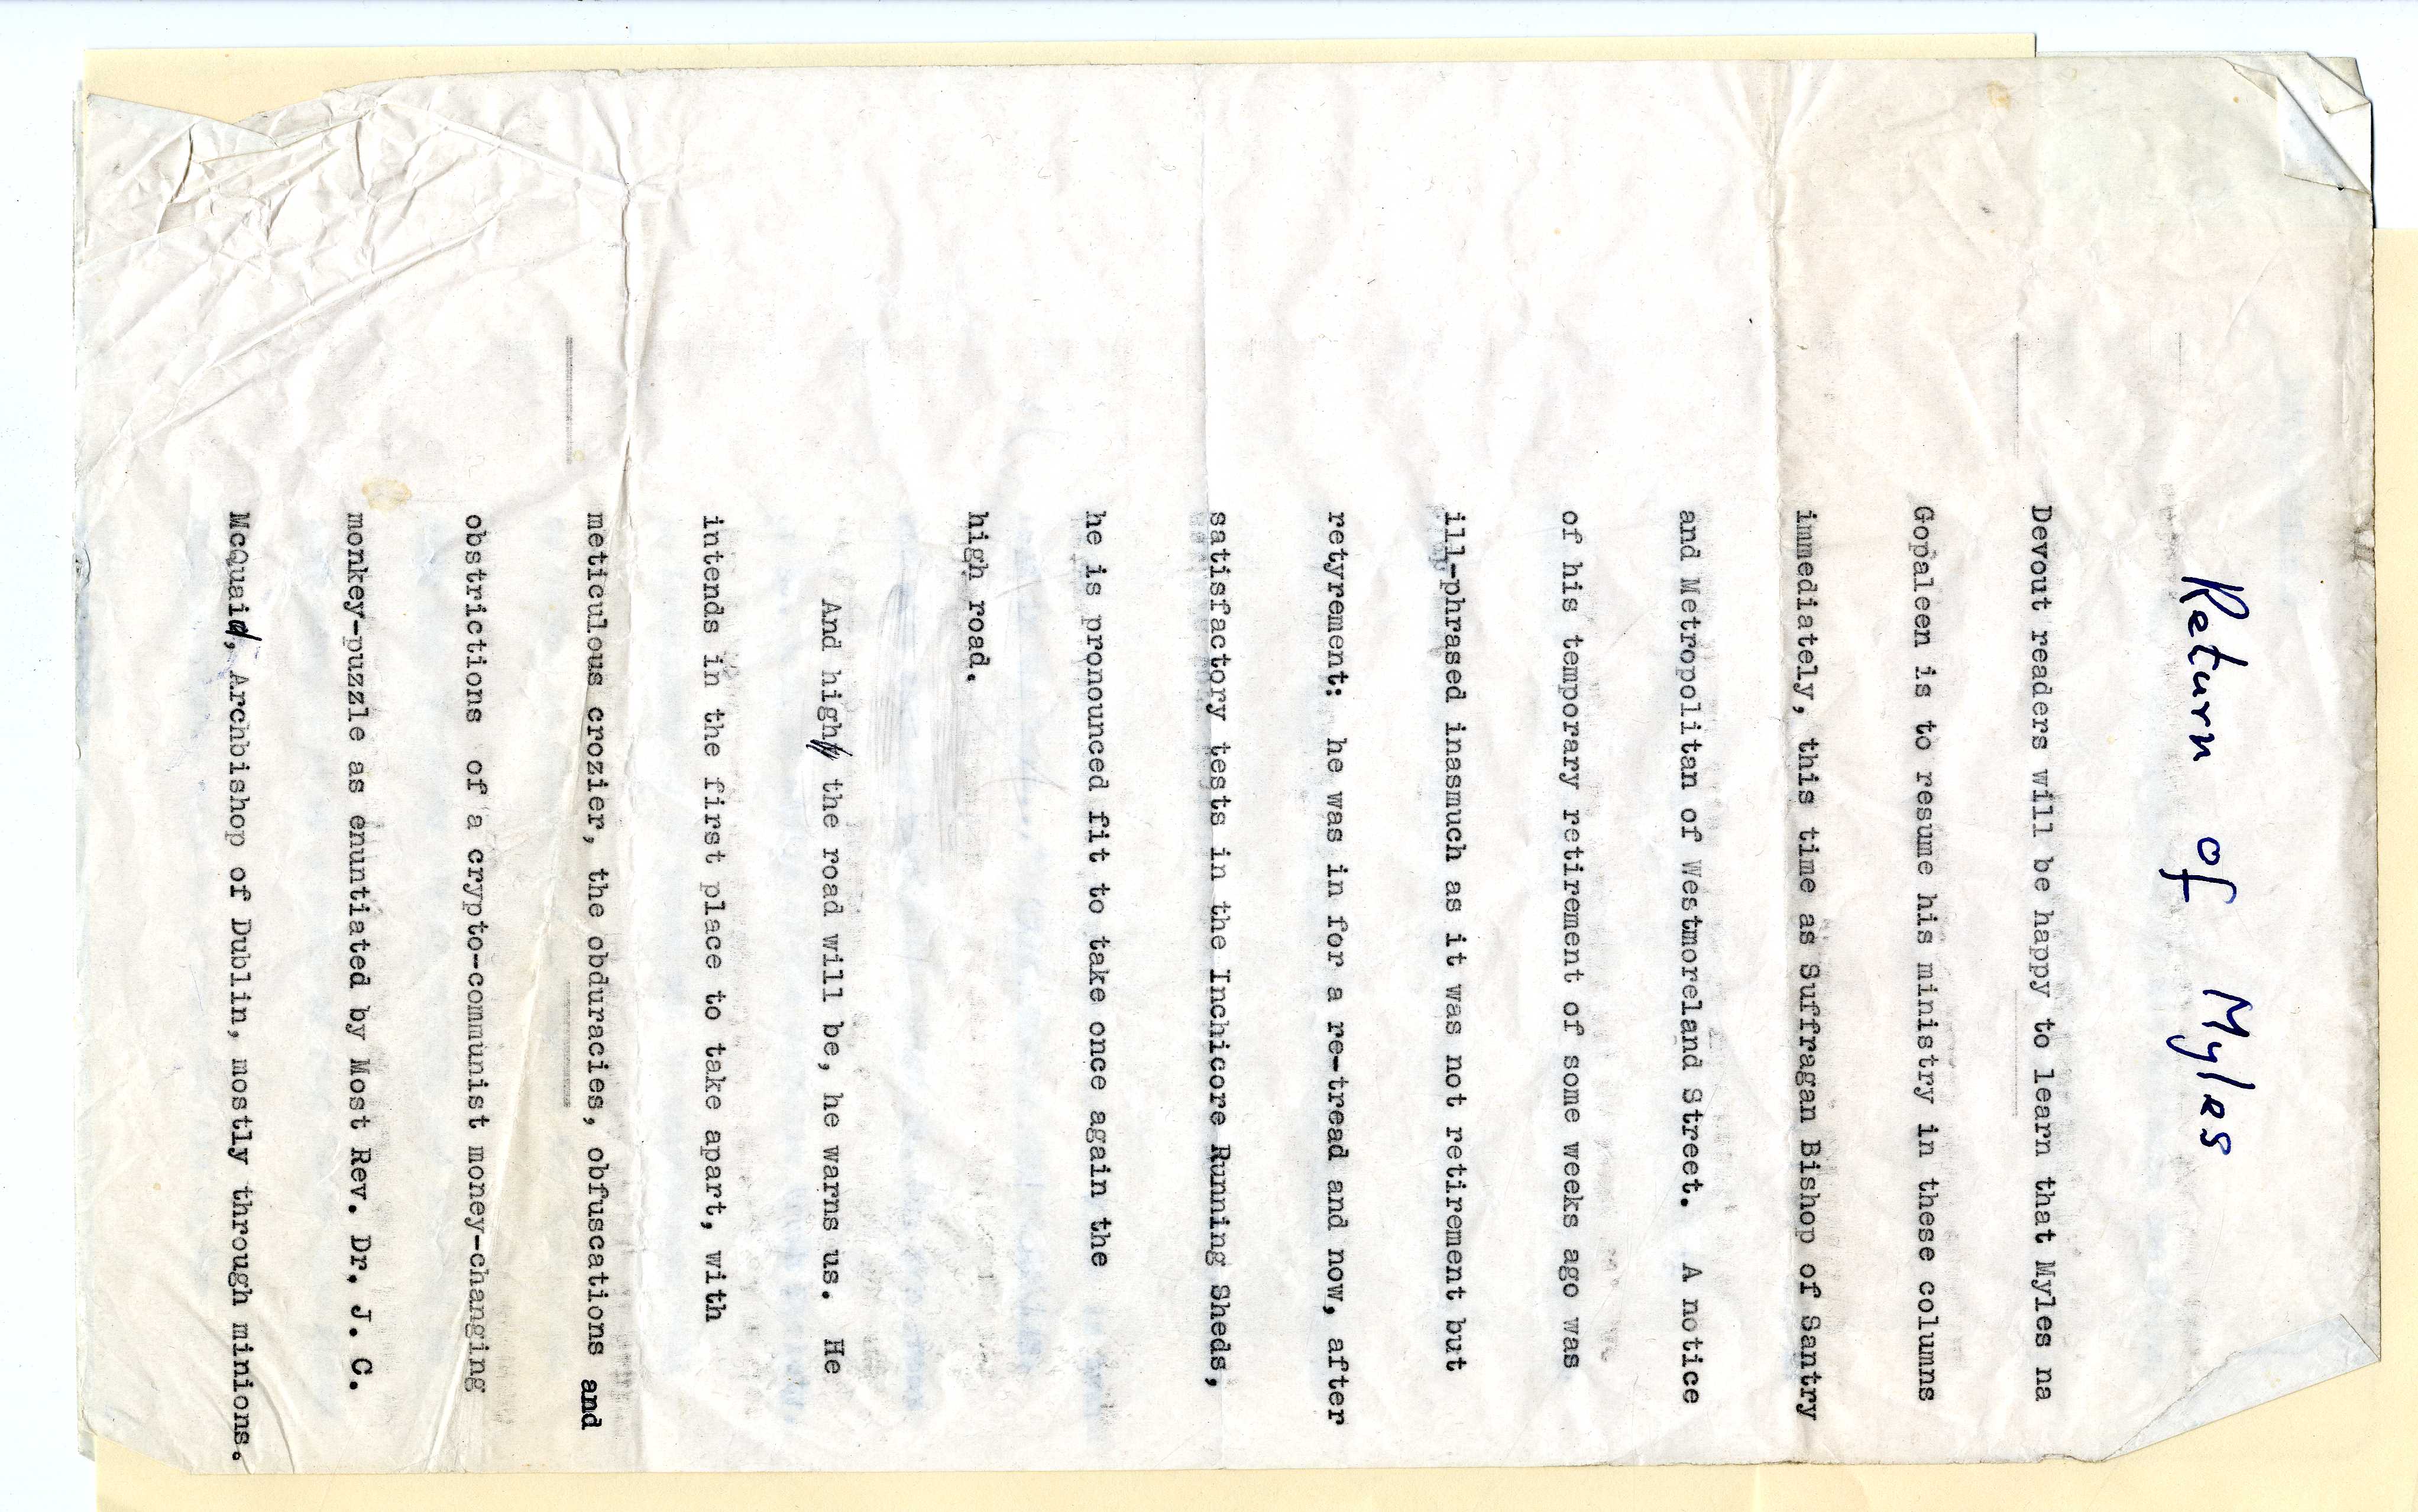 Return of Myles
Devout readers will be happy to learn that Myles na
Gopaleen is to resume his ministry in these columns
immediately, this time as Suffragan Bishop of Santry
and Metropolitan of Westmoreland Street. A notice
of his temporary retirement of some weeks ago was
ill-phrased inasmuch as it was not retirement but
retyrement: he was in for a re-tread and now, after
satisfactory tests in the Inchicore Running Sheds,
he is pronounced fit to take once again the
high road.
And high the road will be, he warns us. He
intends in the first place to take apart, with
meticulous crozier, the obduracies, obfuscations and
obstrictions of a crypto-communist money-changing
monkey-puzzle as enuntiated by Most Rev. Dr. J. C.
McQuaid, Archbishop of Dublin, mostly through minions.